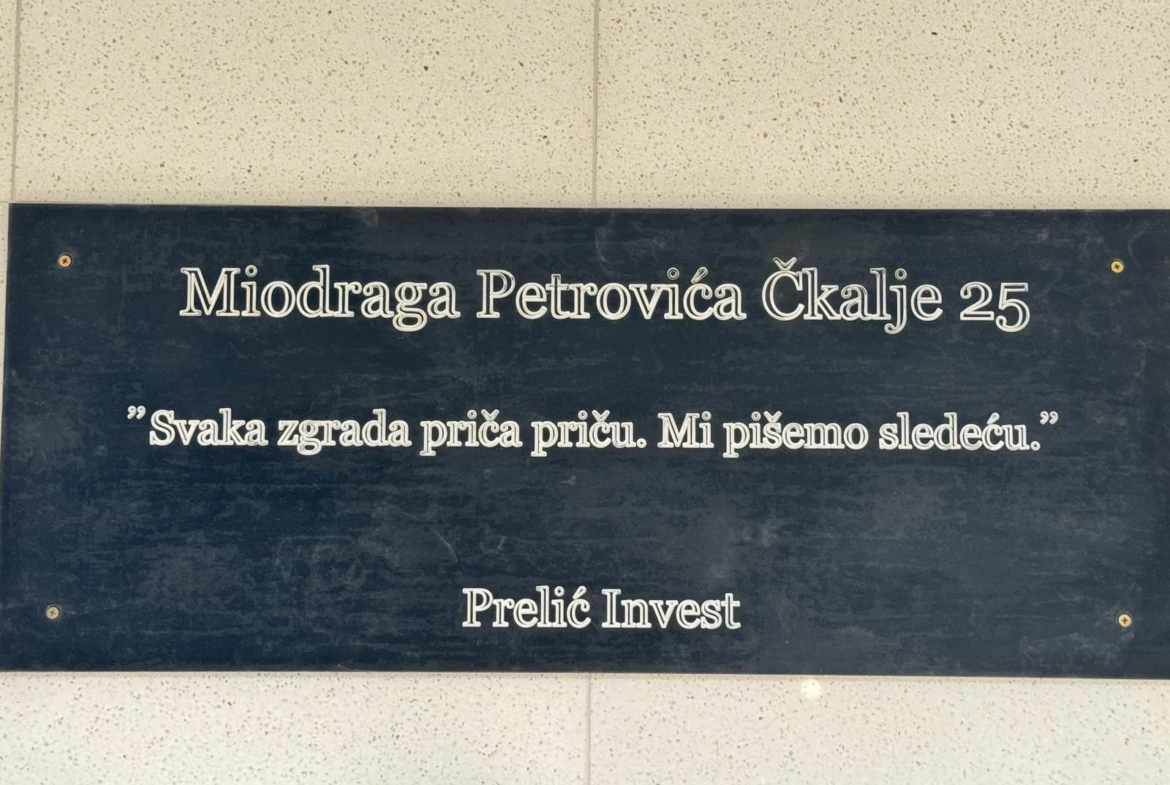 Miodraga Petrovića Čkalje 25
”Svaka zgrada priča priču. Mi pišemo sledeću.”
Prelić Invest